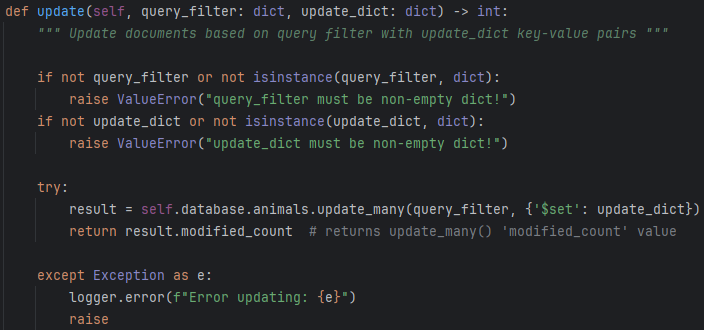 def update(self, query_filter: dict, update_dict: dict) -> int:
    """ Update documents based on query filter with update_dict key-value pairs """

    if not query_filter or not isinstance(query_filter, dict):
        raise ValueError("query_filter must be non-empty dict!")
    if not update_dict or not isinstance(update_dict, dict):
        raise ValueError("update_dict must be non-empty dict!")

    try:
        result = self.database.animals.update_many(query_filter, {'$set': update_dict})
        return result.modified_count  # returns update_many() 'modified_count' value

    except Exception as e:
        logger.error(f"Error updating: {e}")
        raise